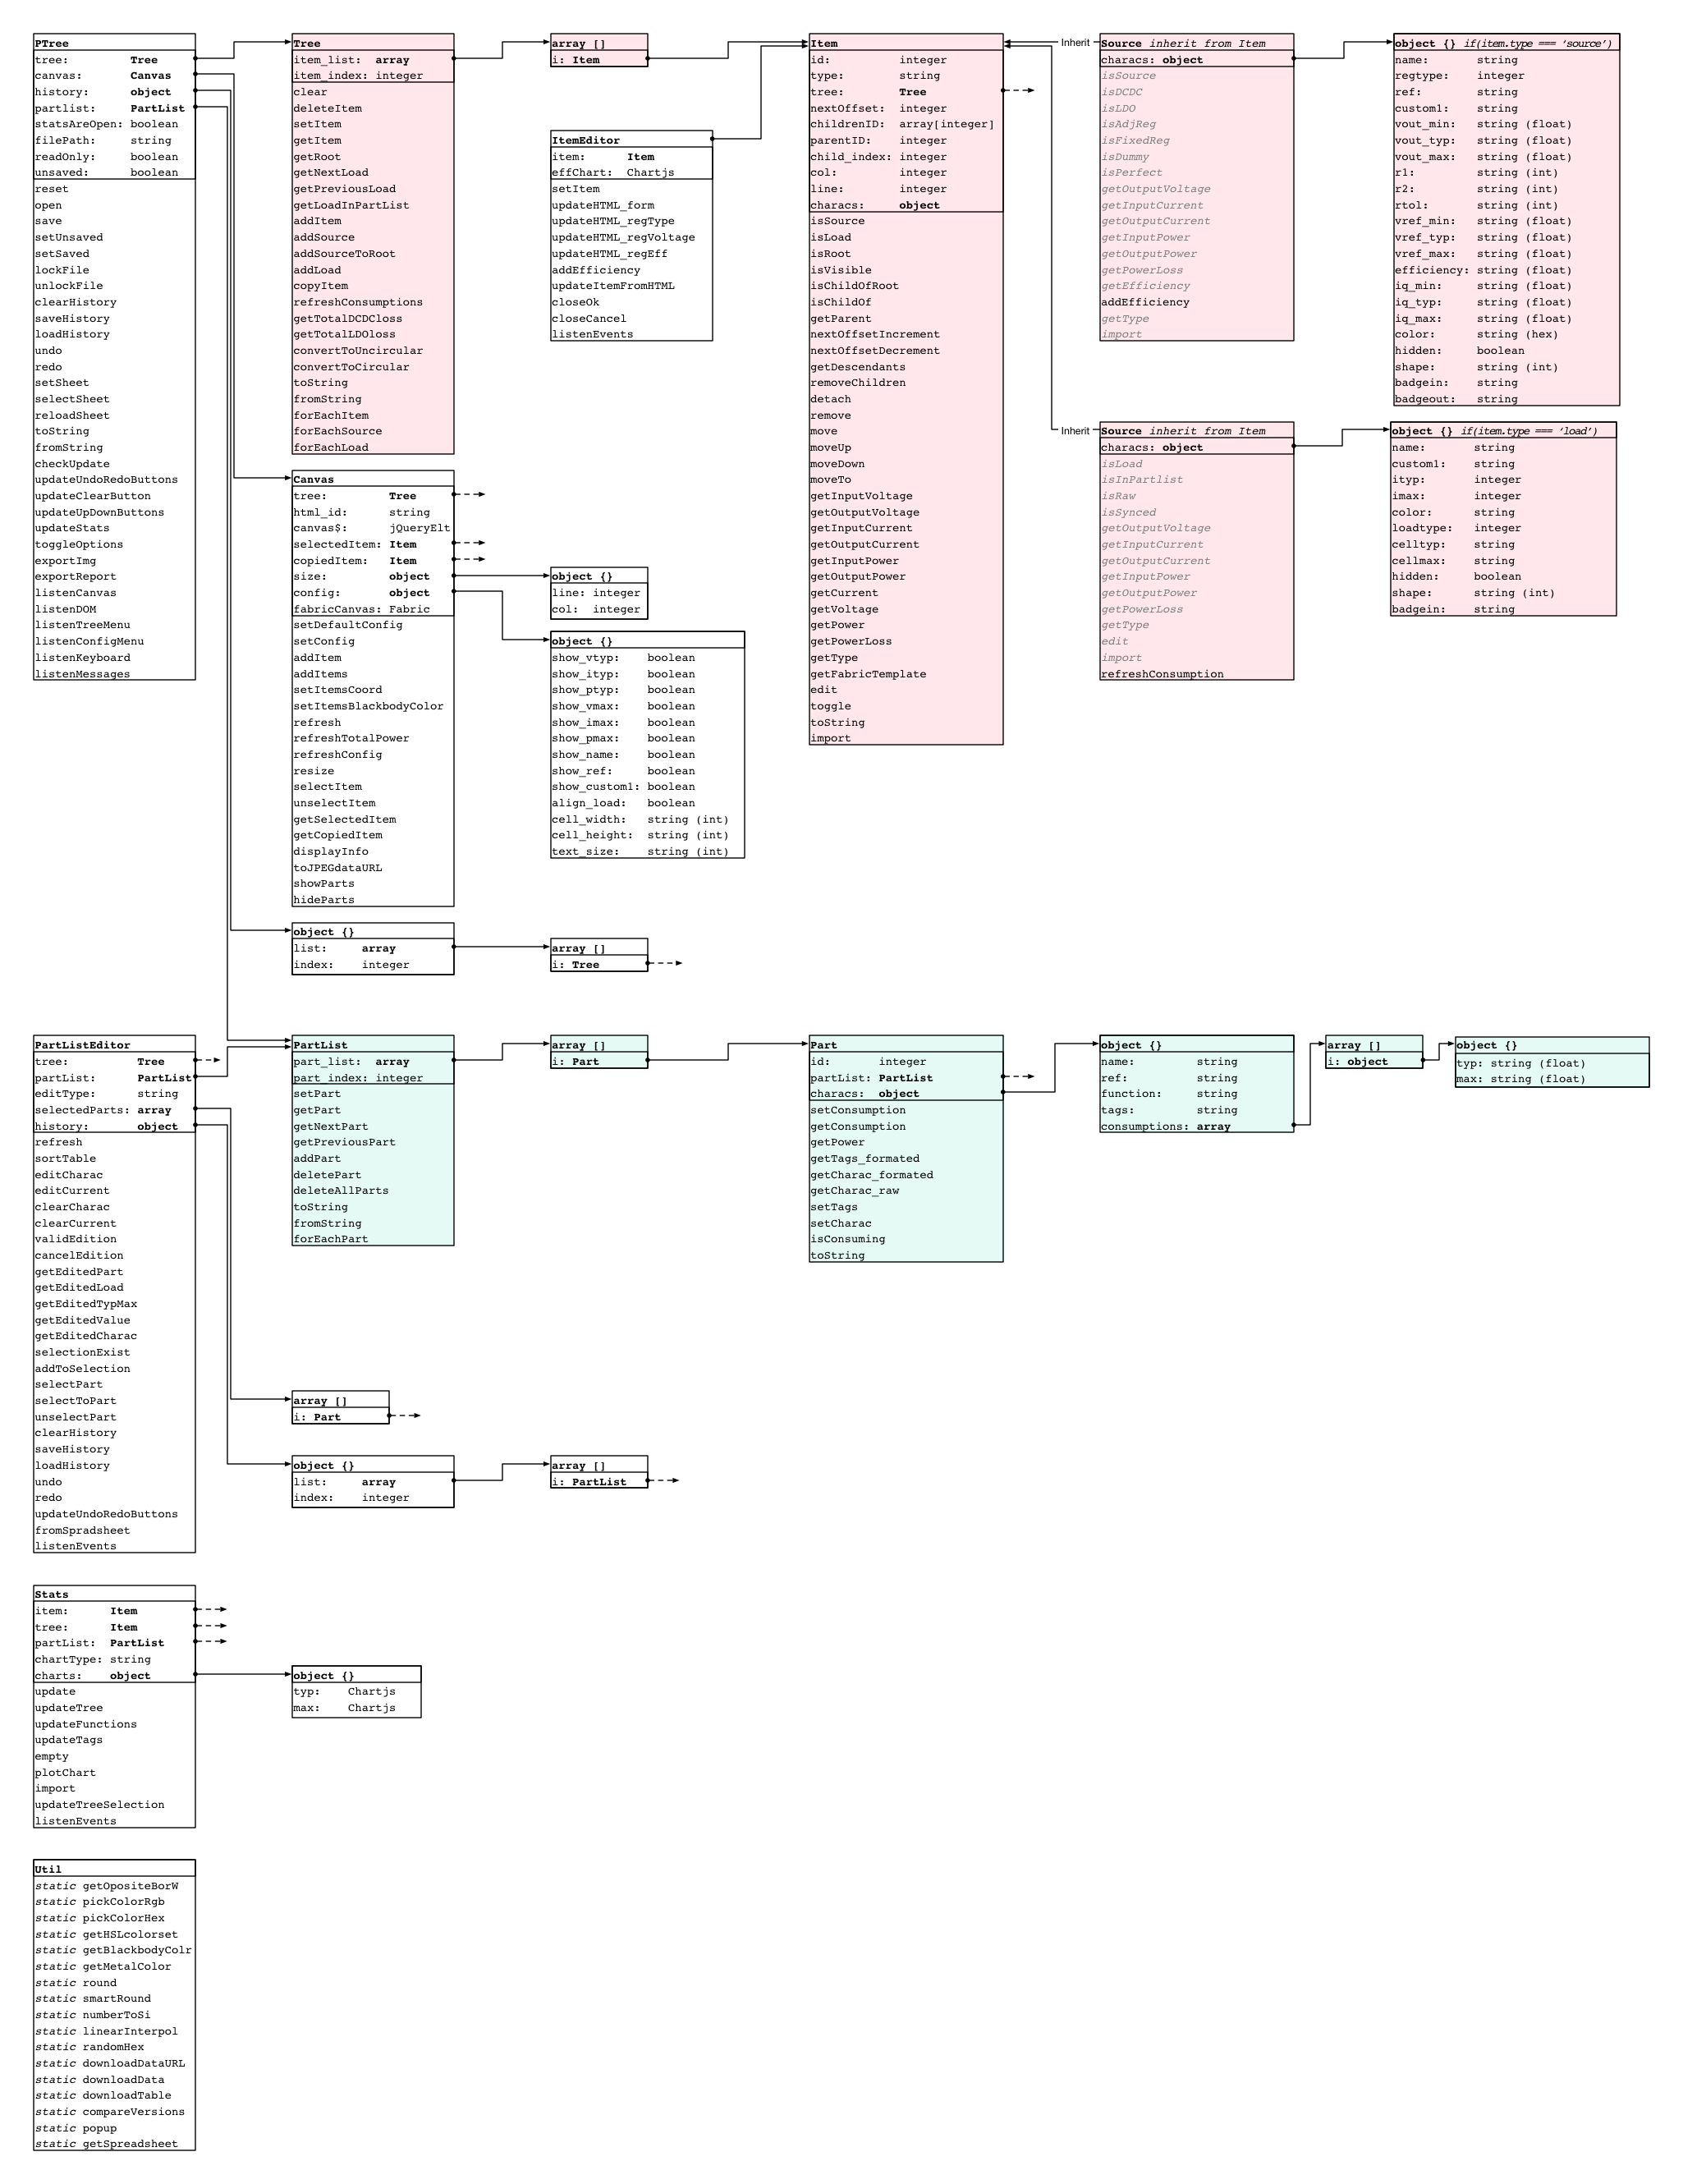 PTree
tree: Tree
canvas: Canvas
history: object
partlist: PartList
statsAreOpen: boolean
filePath: string
readOnly: boolean
unsaved: boolean
reset
open
save
setUnsaved
setSaved
lockFile
unlockFile
clearHistory
saveHistory
loadHistory
undo
redo
setSheet
selectSheet
reloadSheet
toString
fromString
checkUpdate
updateUndoRedoButtons
updateClearButton
updateUpDownButtons
updateStats
toggleOptions
exportImg
exportReport
listenCanvas
listenDOM
listenTreeMenu
listenConfigMenu
listenKeyboard
listenMessages
Tree
item_list: array
item_index: integer
clear
deleteItem
setItem
getItem
getRoot
getNextLoad
getPreviousLoad
getLoadInPartList
addItem
addSource
addSourceToRoot
addLoad
copyItem
refreshConsumptions
getTotalDCDCloss
getTotalLDOloss
convertToUncircular
convertToCircular
toString
fromString
forEachItem
forEachSource
forEachLoad
array []
i: Item
ItemEditor
item: Item
effChart: Chartjs
setItem
updateHTML_form
updateHTML_regType
updateHTML_regVoltage
updateHTML_regEff
addEfficiency
updateItemFromHTML
closeOk
closeCancel
listenEvents
Item
id: integer
type: string
tree: Tree
nextOffset: integer
childrenID: array[integer]
parentID: integer
child_index: integer
col: integer
line: integer
characs: object
isSource
isLoad
isRoot
isVisible
isChildOfRoot
isChildOf
getParent
nextOffsetIncrement
nextOffsetDecrement
getDescendants
removeChildren
detach
remove
move
moveUp
moveDown
moveTo
getInputVoltage
getOutputVoltage
getInputCurrent
getOutputCurrent
getInputPower
getOutputPower
getCurrent
getVoltage
getPower
getPowerLoss
getType
getFabricTemplate
edit
toggle
toString
import
Inherit
Source inherit from Item
characs: object
isSource
isDCDC
isLDO
isAdjReg
isFixedReg
isDummy
isPerfect
getOutputVoltage
getInputCurrent
getOutputCurrent
getInputPower
getOutputPower
getPowerLoss
getEfficiency
addEfficiency
getType
import
object {} if(item.type === ‘source’)
name: string
regtype: integer
ref: string
custom1: string
vout_min: string (float)
vout_typ: string (float)
vout_max: string (float)
r1: string (int)
r2: string (int)
rtol: string (int)
vref_min: string (float)
vref_typ: string (float)
vref_max: string (float)
efficiency: string (float)
iq_min: string (float)
iq_typ: string (float)
iq_max: string (float)
color: string (hex)
hidden: boolean
shape: string (int)
badgein: string
badgeout: string
Inherit
Source inherit from Item
characs: object
isLoad
isInPartlist
isRaw
isSynced
getOutputVoltage
getInputCurrent
getOutputCurrent
getInputPower
getOutputPower
getPowerLoss
getType
edit
import
refreshConsumption
object {} if(item.type === ‘load’)
name: string
custom1: string
ityp: integer
imax: integer
color: string
loadtype: integer
celltyp: string
cellmax: string
hidden: boolean
shape: string (int)
badgein: string
Canvas
tree: Tree
html_id: string
canvas$: jQueryElt
selectedItem: Item
copiedItem: Item
size: object
config: object
fabricCanvas: Fabric
setDefaultConfig
setConfig
addItem
addItems
setItemsCoord
setItemsBlackbodyColor
refresh
refreshTotalPower
refreshConfig
resize
selectItem
unselectItem
getSelectedItem
getCopiedItem
displayInfo
toJPEGdataURL
showParts
hideParts
object {}
line: integer
col: integer
object {}
show_vtyp: boolean
show_ityp: boolean
show_ptyp: boolean
show_vmax: boolean
show_imax: boolean
show_pmax: boolean
show_name: boolean
show_ref: boolean
show_custom1: boolean
align_load: boolean
cell_width: string (int)
cell_height: string (int)
text_size: string (int)
object {}
list: array
index: integer
array []
i: Tree
PartListEditor
tree: Tree
partList: PartList
editType: string
selectedParts: array
history: object
refresh
sortTable
editCharac
editCurrent
clearCharac
clearCurrent
validEdition
cancelEdition
getEditedPart
getEditedLoad
getEditedTypMax
getEditedValue
getEditedCharac
selectionExist
addToSelection
selectPart
selectToPart
unselectPart
clearHistory
saveHistory
loadHistory
undo
redo
updateUndoRedoButtons
fromSpradsheet
listenEvents
PartList
part_list: array
part_index: integer
setPart
getPart
getNextPart
getPreviousPart
addPart
deletePart
deleteAllParts
toString
fromString
forEachPart
array []
i: Part
Part
id: integer
partList: PartList
characs: object
setConsumption
getConsumption
getPower
getTags_formated
getCharac_formated
getCharac_raw
setTags
setCharac
isConsuming
toString
object {}
name: string
ref: string
function: string
tags: string
consumptions: array
array []
i: object
object {}
typ: string (float)
max: string (float)
array []
i: Part
object {}
list: array
index: integer
array []
i: PartList
Stats
item: Item
tree: Item
partList: PartList
chartType: string
charts: object
update
updateTree
updateFunctions
updateTags
empty
plotChart
import
updateTreeSelection
listenEvents
object {}
typ: Chartjs
max: Chartjs
Util
static getOpositeBorW
static pickColorRgb
static pickColorHex
static getHSLcolorset
static getBlackbodyColr
static getMetalColor
static round
static smartRound
static numberToSi
static linearInterpol
static randomHex
static downloadDataURL
static downloadData
static downloadTable
static compareVersions
static popup
static getSpreadsheet